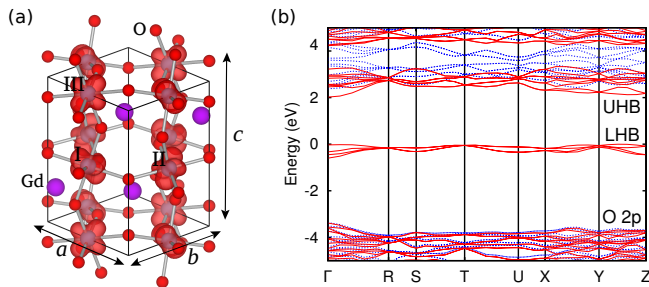 (a)
O
III
I
II
Gd
c
a
b
(b)
Energy (eV)
4
2
0
-2
-4
UHB
LHB
O 2p
Γ R S T U X Y Z